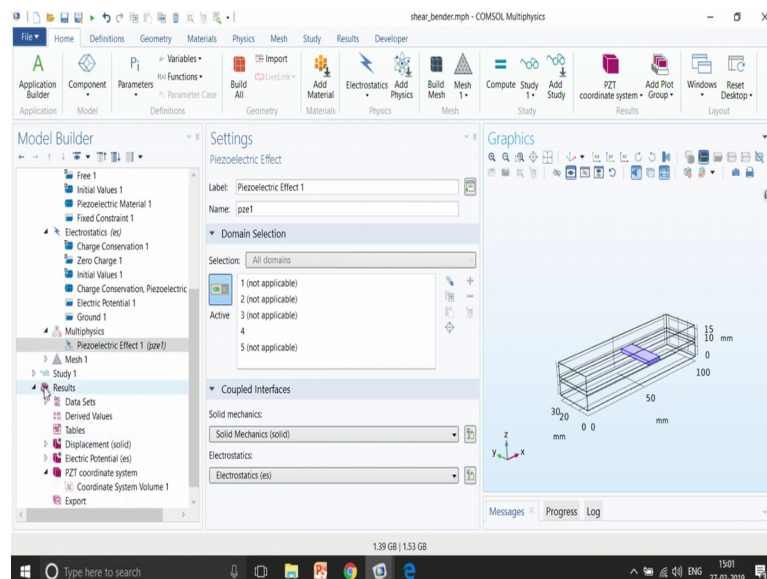 shear_bender.mph - COMSOL Multiphysics
File Home Definitions Geometry Materials Physics Mesh Study Results Developer
Application Builder
Component
Pi
Parameters
a= Variables
f(x) Functions
Pi Parameter Case
Build All
Import
LiveLink
Add Material
Electrostatics
Add Physics
Build Mesh
Mesh 1
Compute
Study 1
Add Study
PZT coordinate system
Add Plot Group
Windows
Reset Desktop
Application Model Definitions Geometry Materials Physics Mesh Study Results Layout
Model Builder
Free 1
Initial Values 1
Piezoelectric Material 1
Fixed Constraint 1
Electrostatics (es)
Charge Conservation 1
Zero Charge 1
Initial Values 1
Charge Conservation, Piezoelectric
Electric Potential 1
Ground 1
Multiphysics
Piezoelectric Effect 1 (pze1)
Mesh 1
Study 1
Results
Data Sets
Derived Values
Tables
Displacement (solid)
Electric Potential (es)
PZT coordinate system
Coordinate System Volume 1
Export
Settings
Piezoelectric Effect
Label: Piezoelectric Effect 1
Name: pze1
Domain Selection
Selection: All domains
Active
1 (not applicable)
2 (not applicable)
3 (not applicable)
4
5 (not applicable)
Coupled Interfaces
Solid mechanics:
Solid Mechanics (solid)
Electrostatics:
Electrostatics (es)
Graphics
15
10 mm
0
100
50
mm
30
20
0 0
mm
z
y x
Messages Progress Log
1.39 GB | 1.53 GB
Type here to search
ENG
15:01
27-02-2019